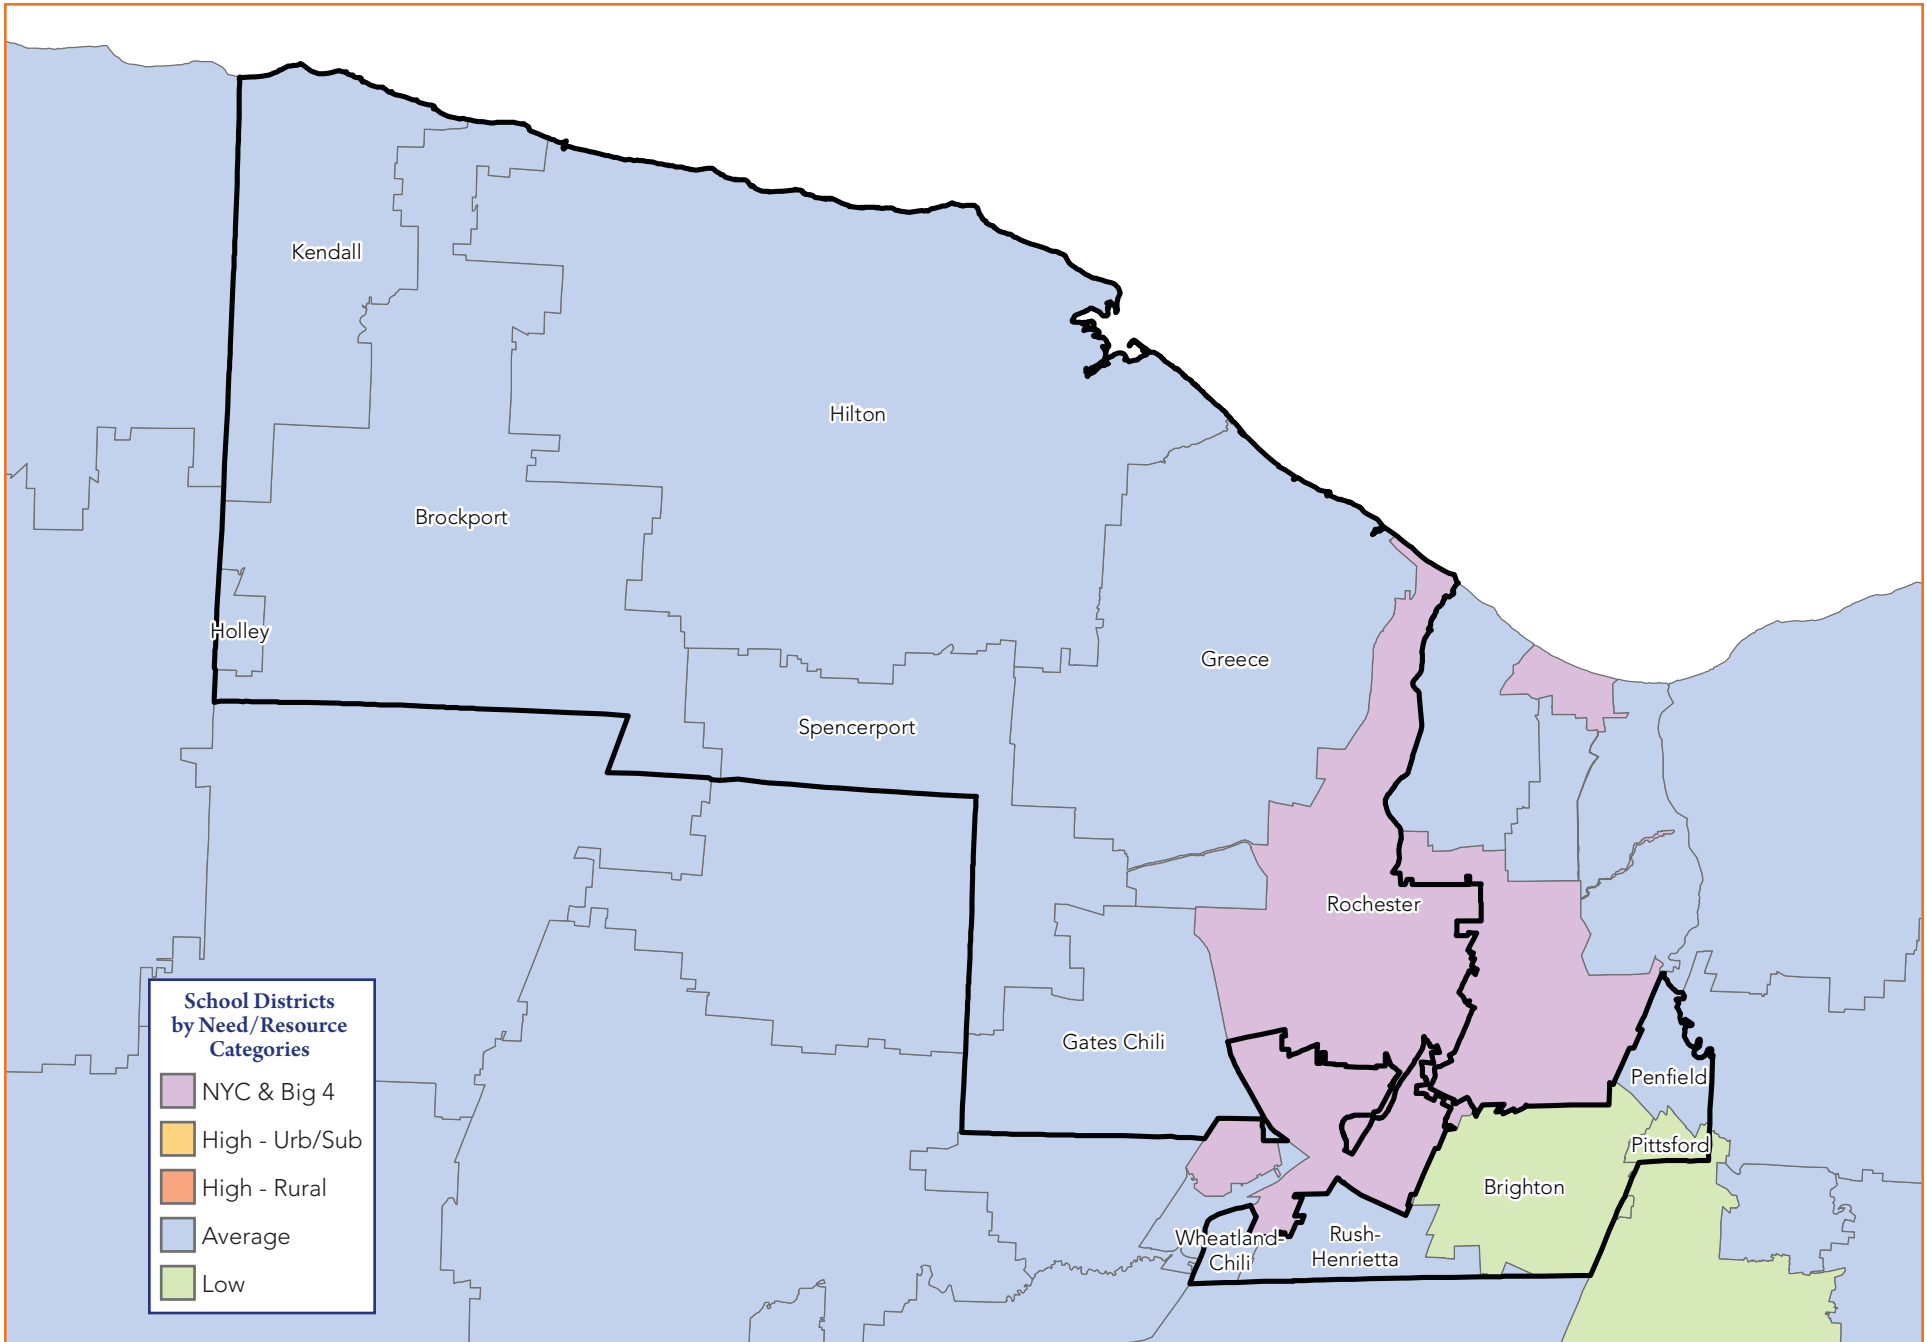 Kendall
Hilton
Brockport
Holley
Greece
Spencerport
Rochester
Gates Chili
Penfield
Pittsford
Brighton
Wheatland-
Chili
Rush-
Henrietta
School Districts
by Need/Resource
Categories
NYC & Big 4
High - Urb/Sub
High - Rural
Average
Low